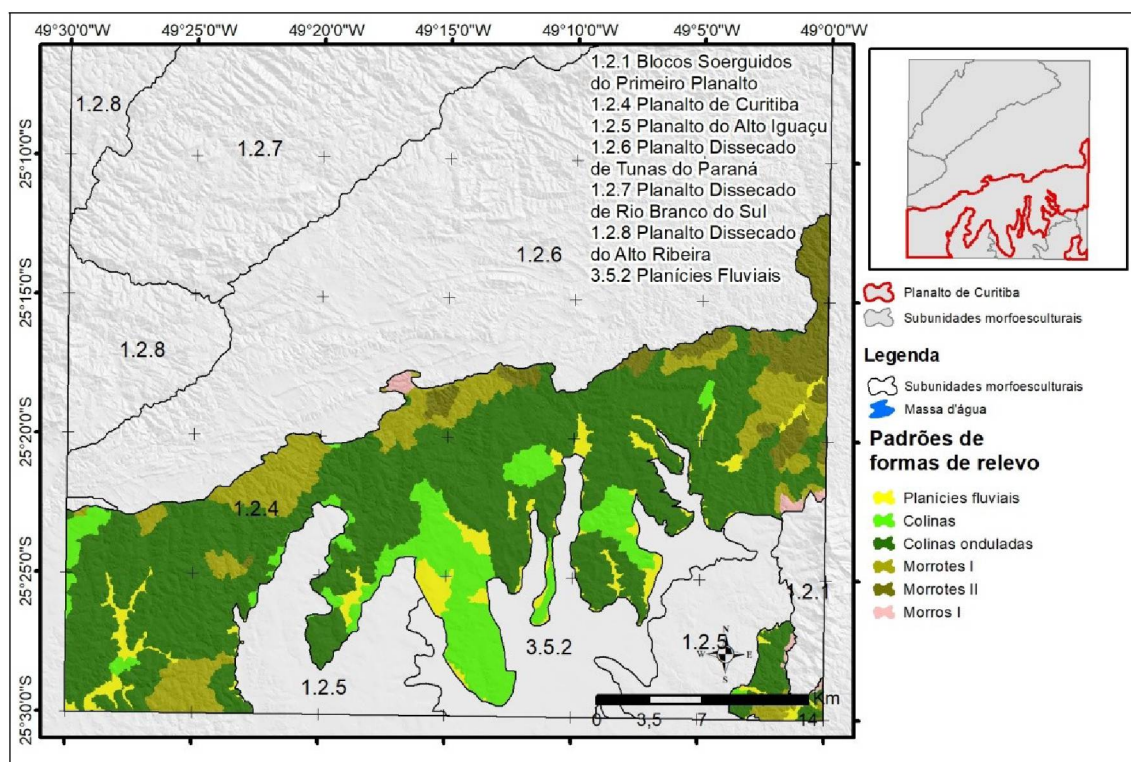 49°30'0"W 49°25'0"W 49°20'0"W 49°15'0"W 49°10'0"W 49°5'0"W 49°0'0"W
25°10'0"S
25°15'0"S
25°20'0"S
25°25'0"S
25°30'0"S
1.2.8
1.2.7
1.2.6
1.2.8
1.2.4
1.2.5
3.5.2
1.2.5
1.2.1
1.2.1 Blocos Soerguidos
do Primeiro Planalto
1.2.4 Planalto de Curitiba
1.2.5 Planalto do Alto Iguaçu
1.2.6 Planalto Dissecado
de Tunas do Paraná
1.2.7 Planalto Dissecado
de Rio Branco do Sul
1.2.8 Planalto Dissecado
do Alto Ribeira
3.5.2 Planícies Fluviais
N
W E
S
Km
0 3,5 7 14
Planalto de Curitiba
Subunidades morfoesculturais
Legenda
Subunidades morfoesculturais
Massa d'água
Padrões de
formas de relevo
Planícies fluviais
Colinas
Colinas onduladas
Morrotes I
Morrotes II
Morros I